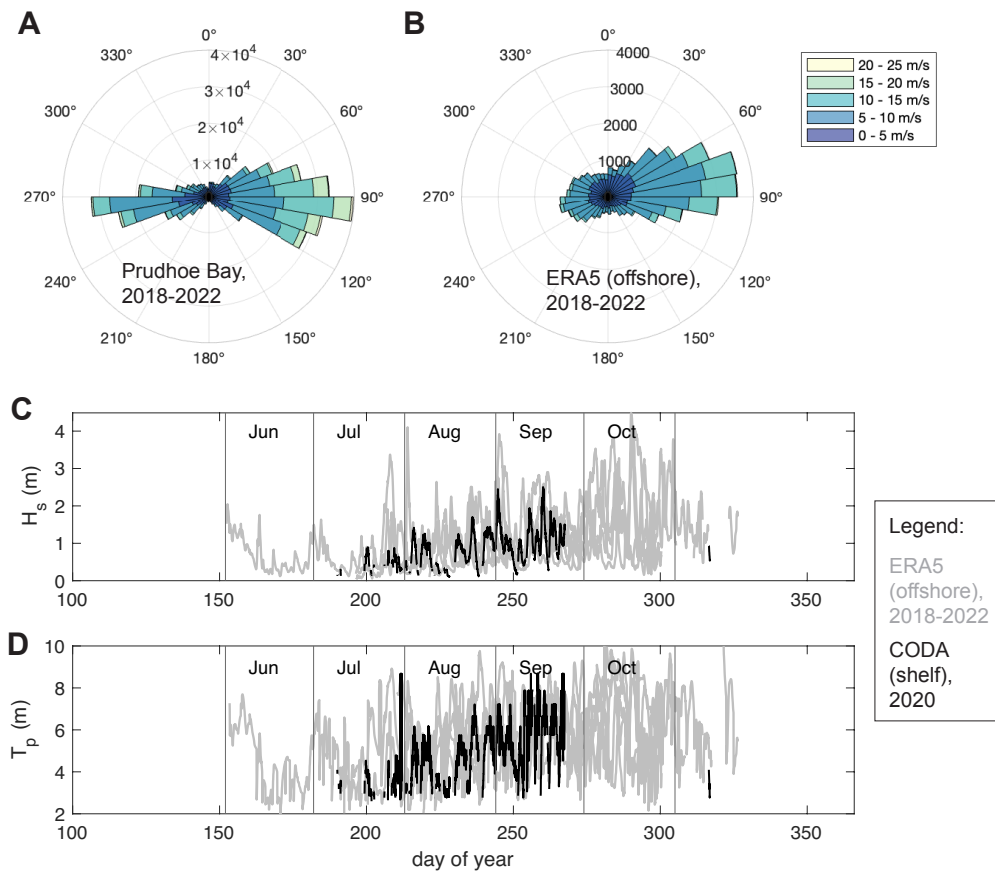 A
B
0°
30°
60°
90°
120°
150°
180°
210°
240°
270°
300°
330°
4×10⁴
3×10⁴
2×10⁴
1×10⁴
Prudhoe Bay,
2018-2022
0°
30°
60°
90°
120°
150°
180°
210°
240°
270°
300°
330°
4000
3000
2000
1000
ERA5 (offshore),
2018-2022
20 - 25 m/s
15 - 20 m/s
10 - 15 m/s
5 - 10 m/s
0 - 5 m/s
C
Jun Jul Aug Sep Oct
H_s (m)
4
3
2
1
0
100 150 200 250 300 350
D
Jun Jul Aug Sep Oct
T_p (m)
10
8
6
4
2
100 150 200 250 300 350
day of year
Legend:
ERA5
(offshore),
2018-2022
CODA
(shelf),
2020